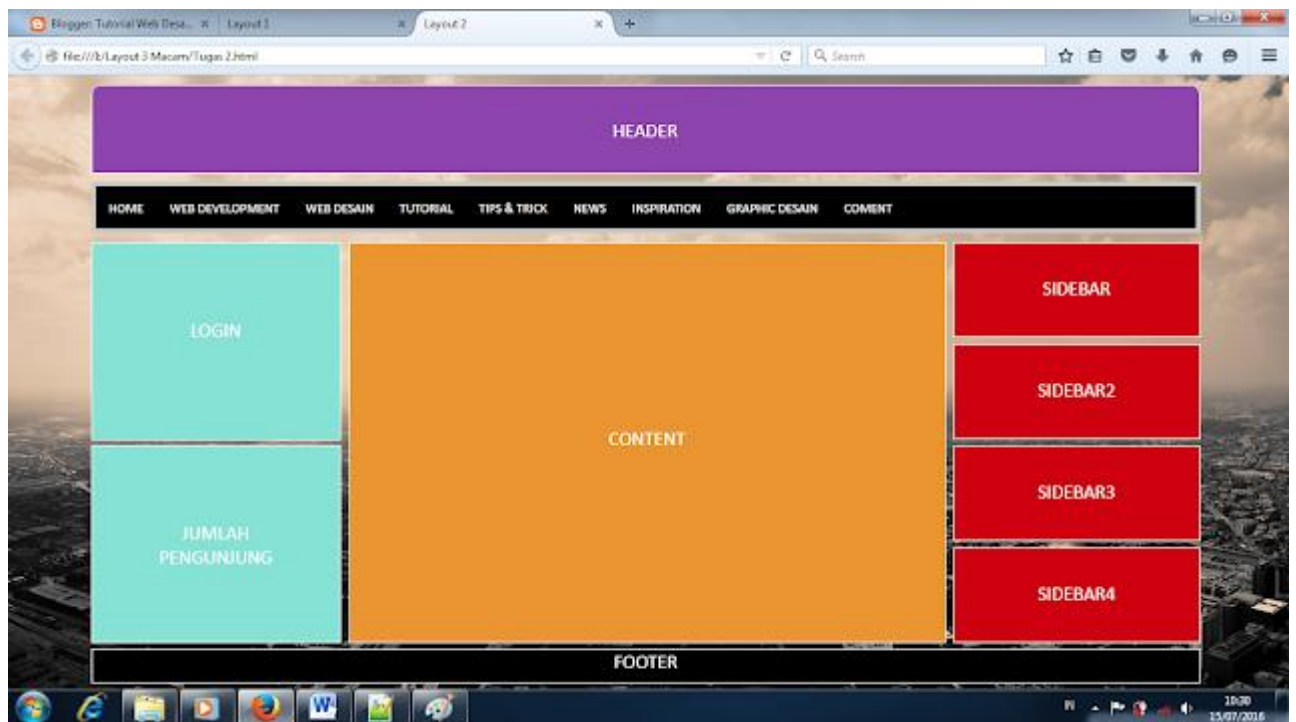 Blogger: Tutorial Web Desa...
Layout 1
Layout 2
file:///E:/Layout 3 Macam/Tugas 2.html
Search
HEADER
HOME WEB DEVELOPMENT WEB DESAIN TUTORIAL TIPS & TRICK NEWS INSPIRATION GRAPHIC DESAIN COMENT
LOGIN
JUMLAH
PENGUNJUNG
CONTENT
SIDEBAR
SIDEBAR2
SIDEBAR3
SIDEBAR4
FOOTER
10:30
15/07/2016